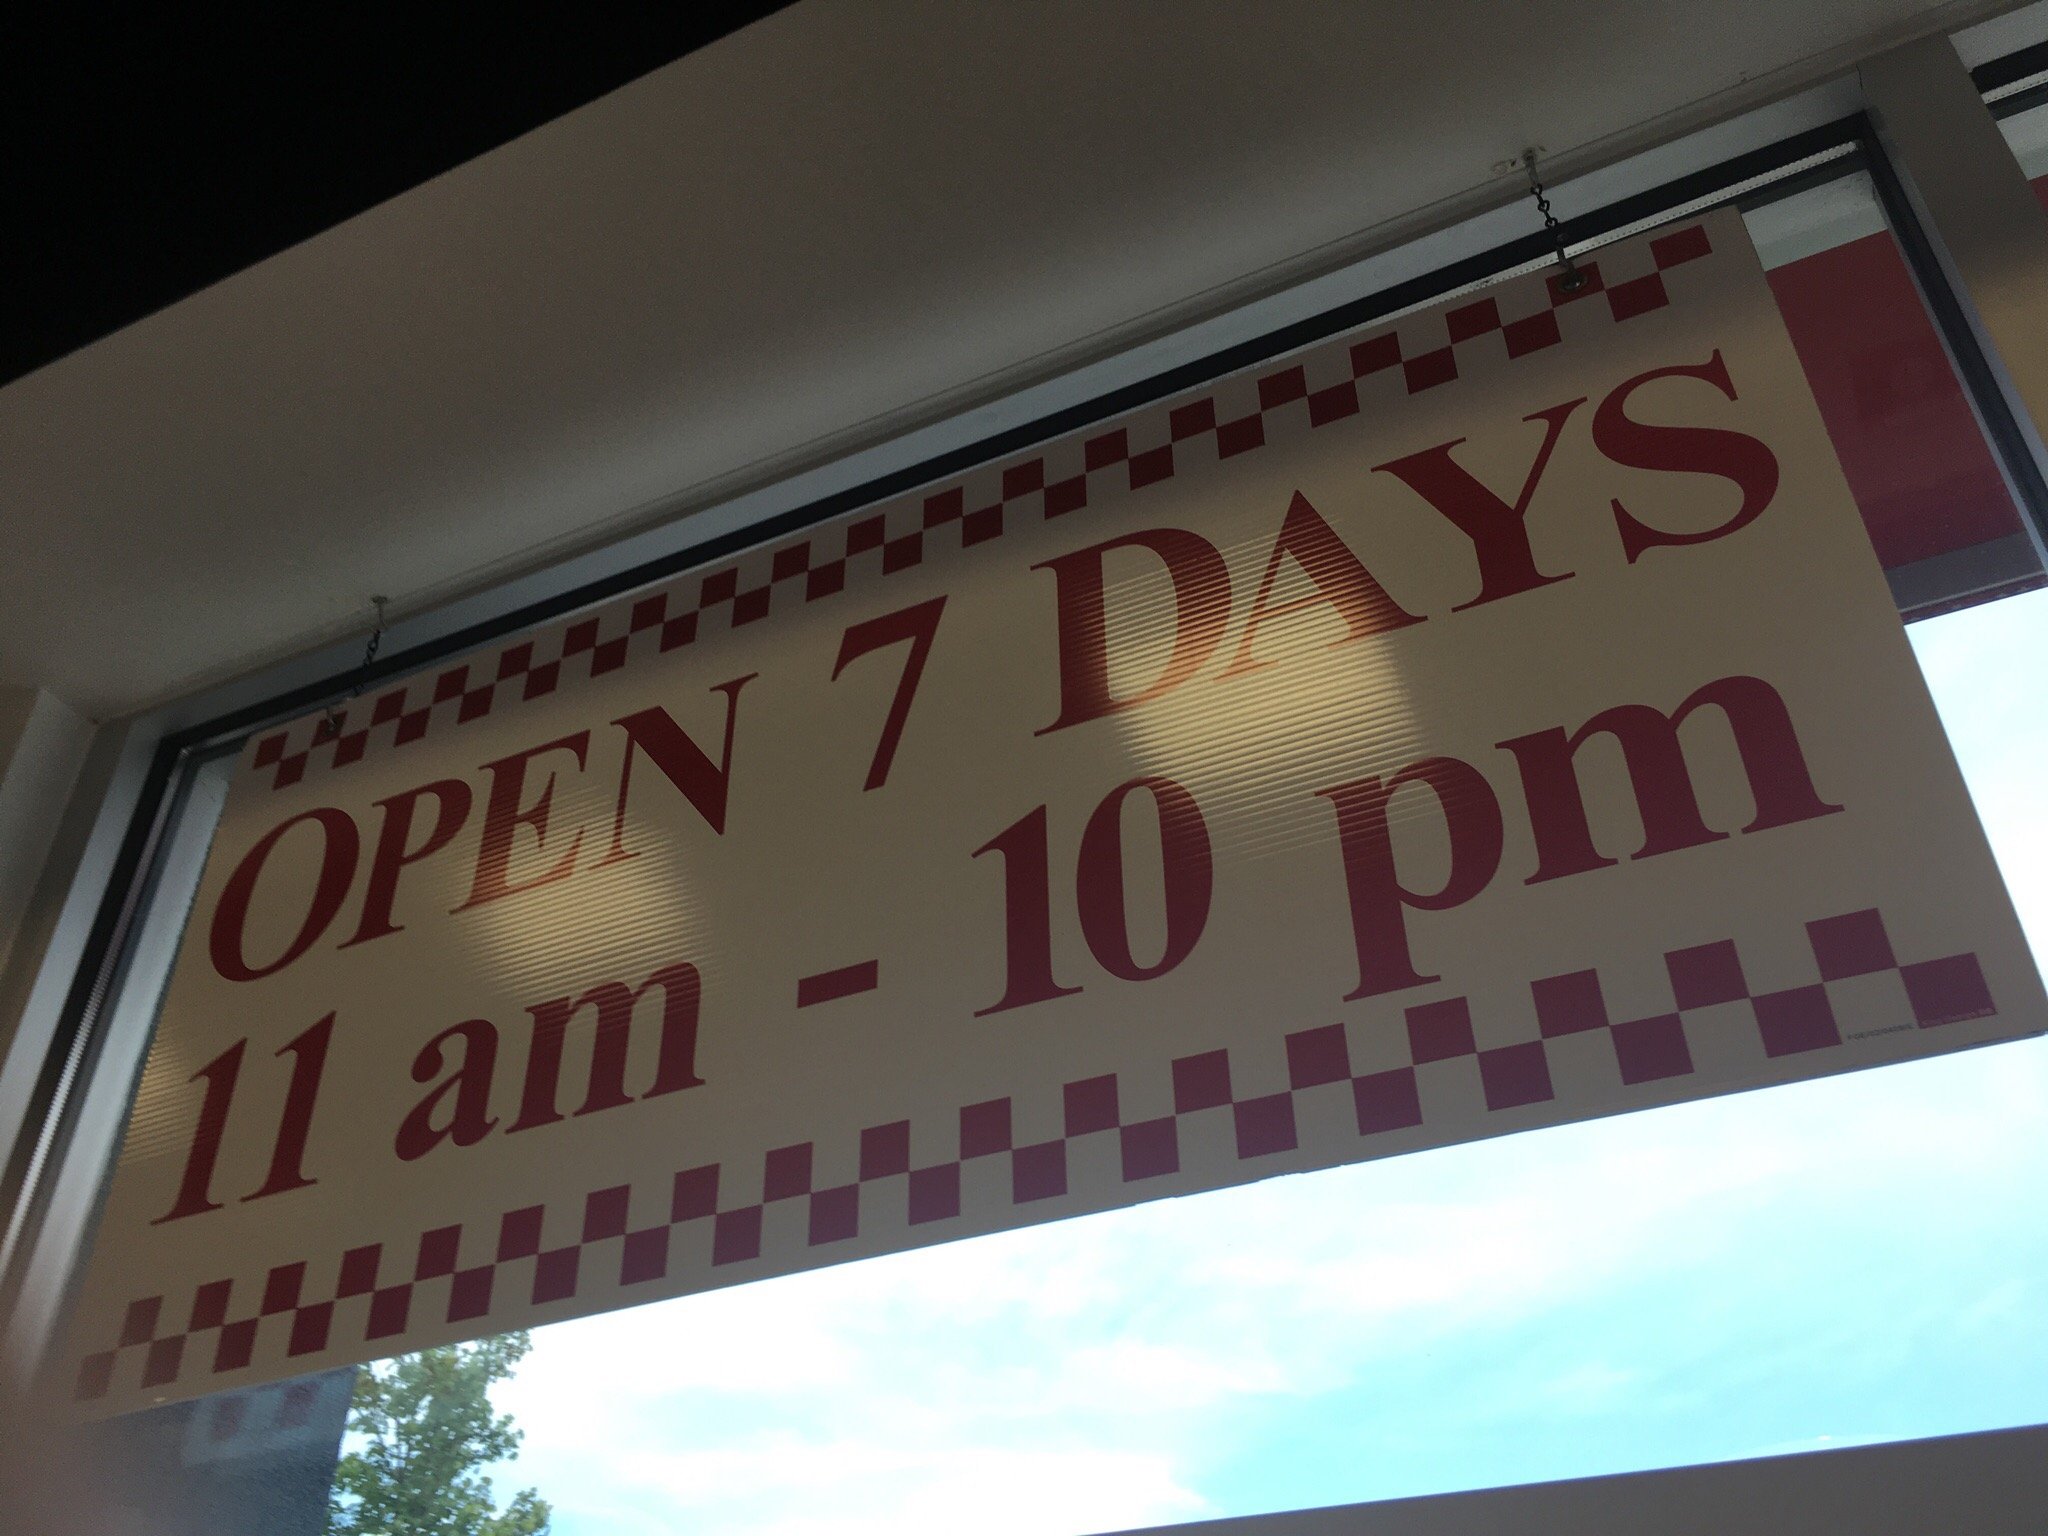 OPEN 7 DAYS
11 am - 10 pm